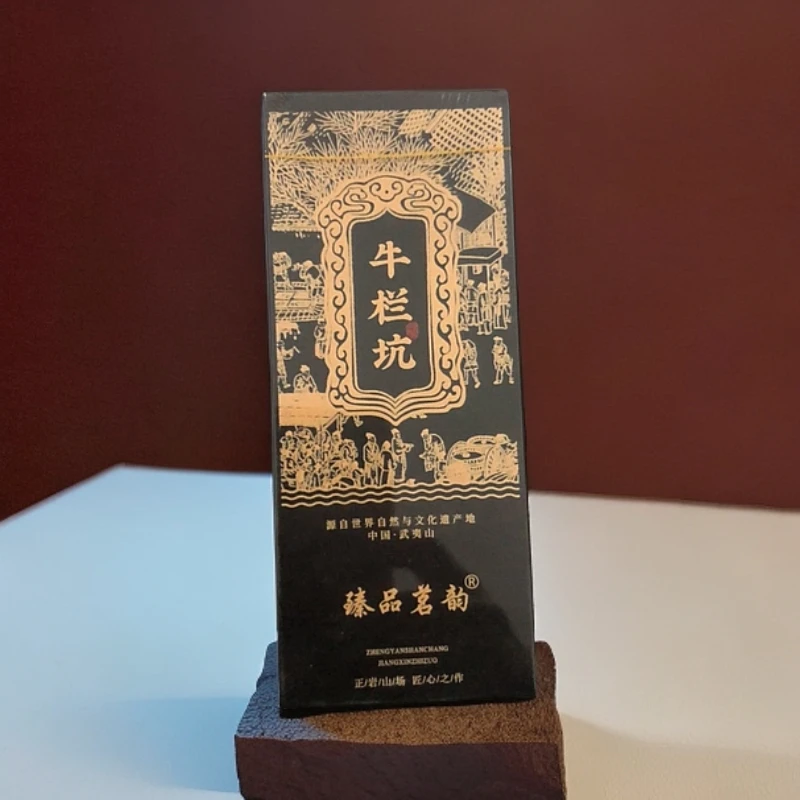 牛栏坑
源自世界自然与文化遗产地
中国·武夷山
臻品茗韵®
ZHENGYANSHANCHANG
JIANGXINZHIZUO
正/岩/山/场 匠/心/之/作